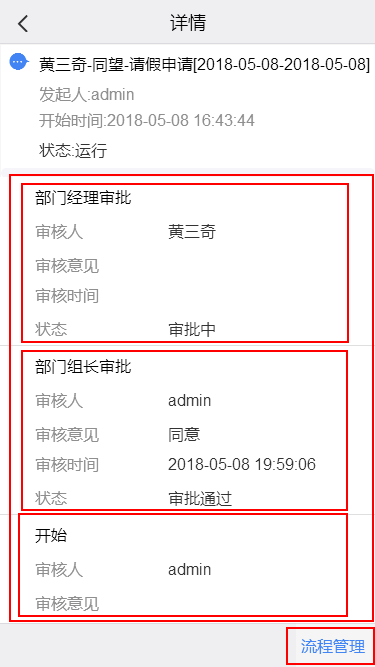 详情
黄三奇-同望-请假申请[2018-05-08-2018-05-08]
发起人:admin
开始时间:2018-05-08 16:43:44
状态:运行
部门经理审批
审核人 黄三奇
审核意见
审核时间
状态 审批中
部门组长审批
审核人 admin
审核意见 同意
审核时间 2018-05-08 19:59:06
状态 审批通过
开始
审核人 admin
审核意见
流程管理